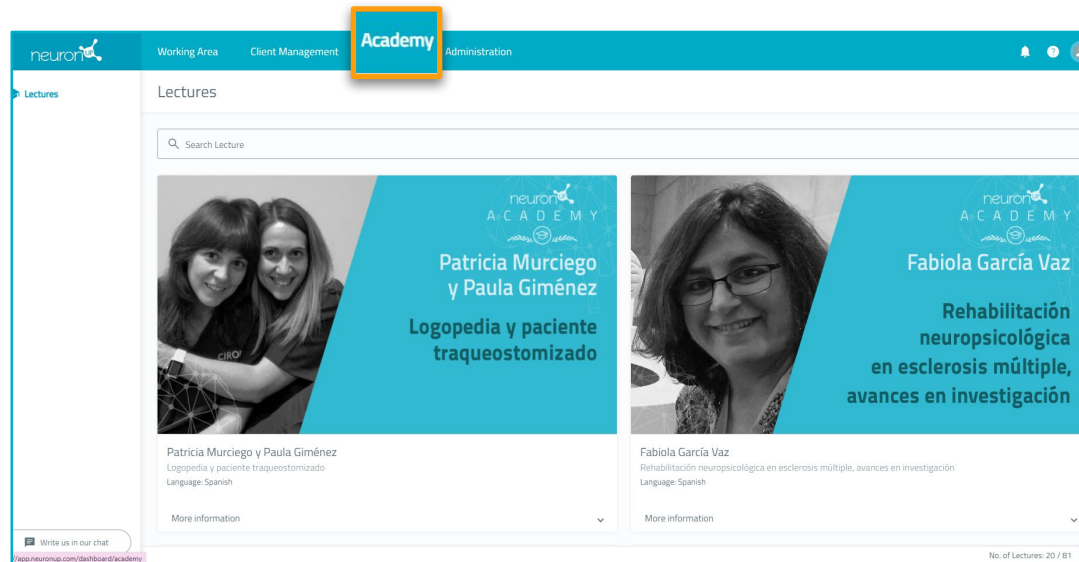 neuronUP
Working Area Client Management Academy Administration
Lectures
Lectures
Search Lecture
neuronUP
ACADEMY
Patricia Murciego
y Paula Giménez
Logopedia y paciente
traqueostomizado
CIRO
Patricia Murciego y Paula Giménez
Logopedia y paciente traqueostomizado
Language: Spanish
More information
neuronUP
ACADEMY
Fabiola García Vaz
Rehabilitación
neuropsicológica
en esclerosis múltiple,
avances en investigación
Fabiola García Vaz
Rehabilitación neuropsicológica en esclerosis múltiple, avances en investigación
Language: Spanish
More information
Write us in our chat
//app.neuronup.com/dashboard/academy
No. of Lectures: 20 / 81